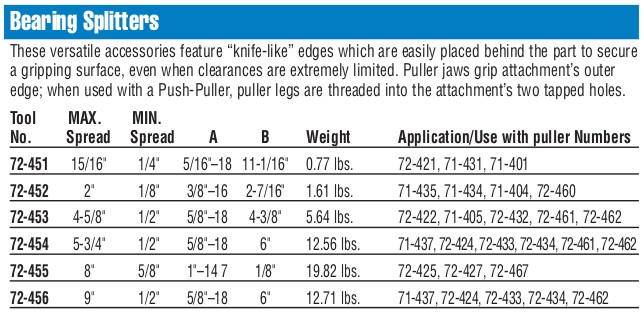 Bearing Splitters
These versatile accessories feature “knife-like” edges which are easily placed behind the part to secure
a gripping surface, even when clearances are extremely limited. Puller jaws grip attachment’s outer
edge; when used with a Push-Puller, puller legs are threaded into the attachment’s two tapped holes.
Tool MAX. MIN.
No. Spread Spread A B Weight Application/Use with puller Numbers
72-451 15/16" 1/4" 5/16"–18 11-1/16" 0.77 lbs. 72-421, 71-431, 71-401
72-452 2" 1/8" 3/8–16 2-7/16" 1.61 lbs. 71-435, 71-434, 71-404, 72-460
72-453 4-5/8" 1/2" 5/8–18 4-3/8" 5.64 lbs. 72-422, 71-405, 72-432, 72-461, 72-462
72-454 5-3/4" 1/2" 5/8–18 6" 12.56 lbs. 71-437, 72-424, 72-433, 72-434, 72-461, 72-462
72-455 8" 5/8" 1"–14 7 1/8" 19.82 lbs. 72-425, 72-427, 72-467
72-456 9" 1/2" 5/8"–18 6" 12.71 lbs. 71-437, 72-424, 72-433, 72-434, 72-462